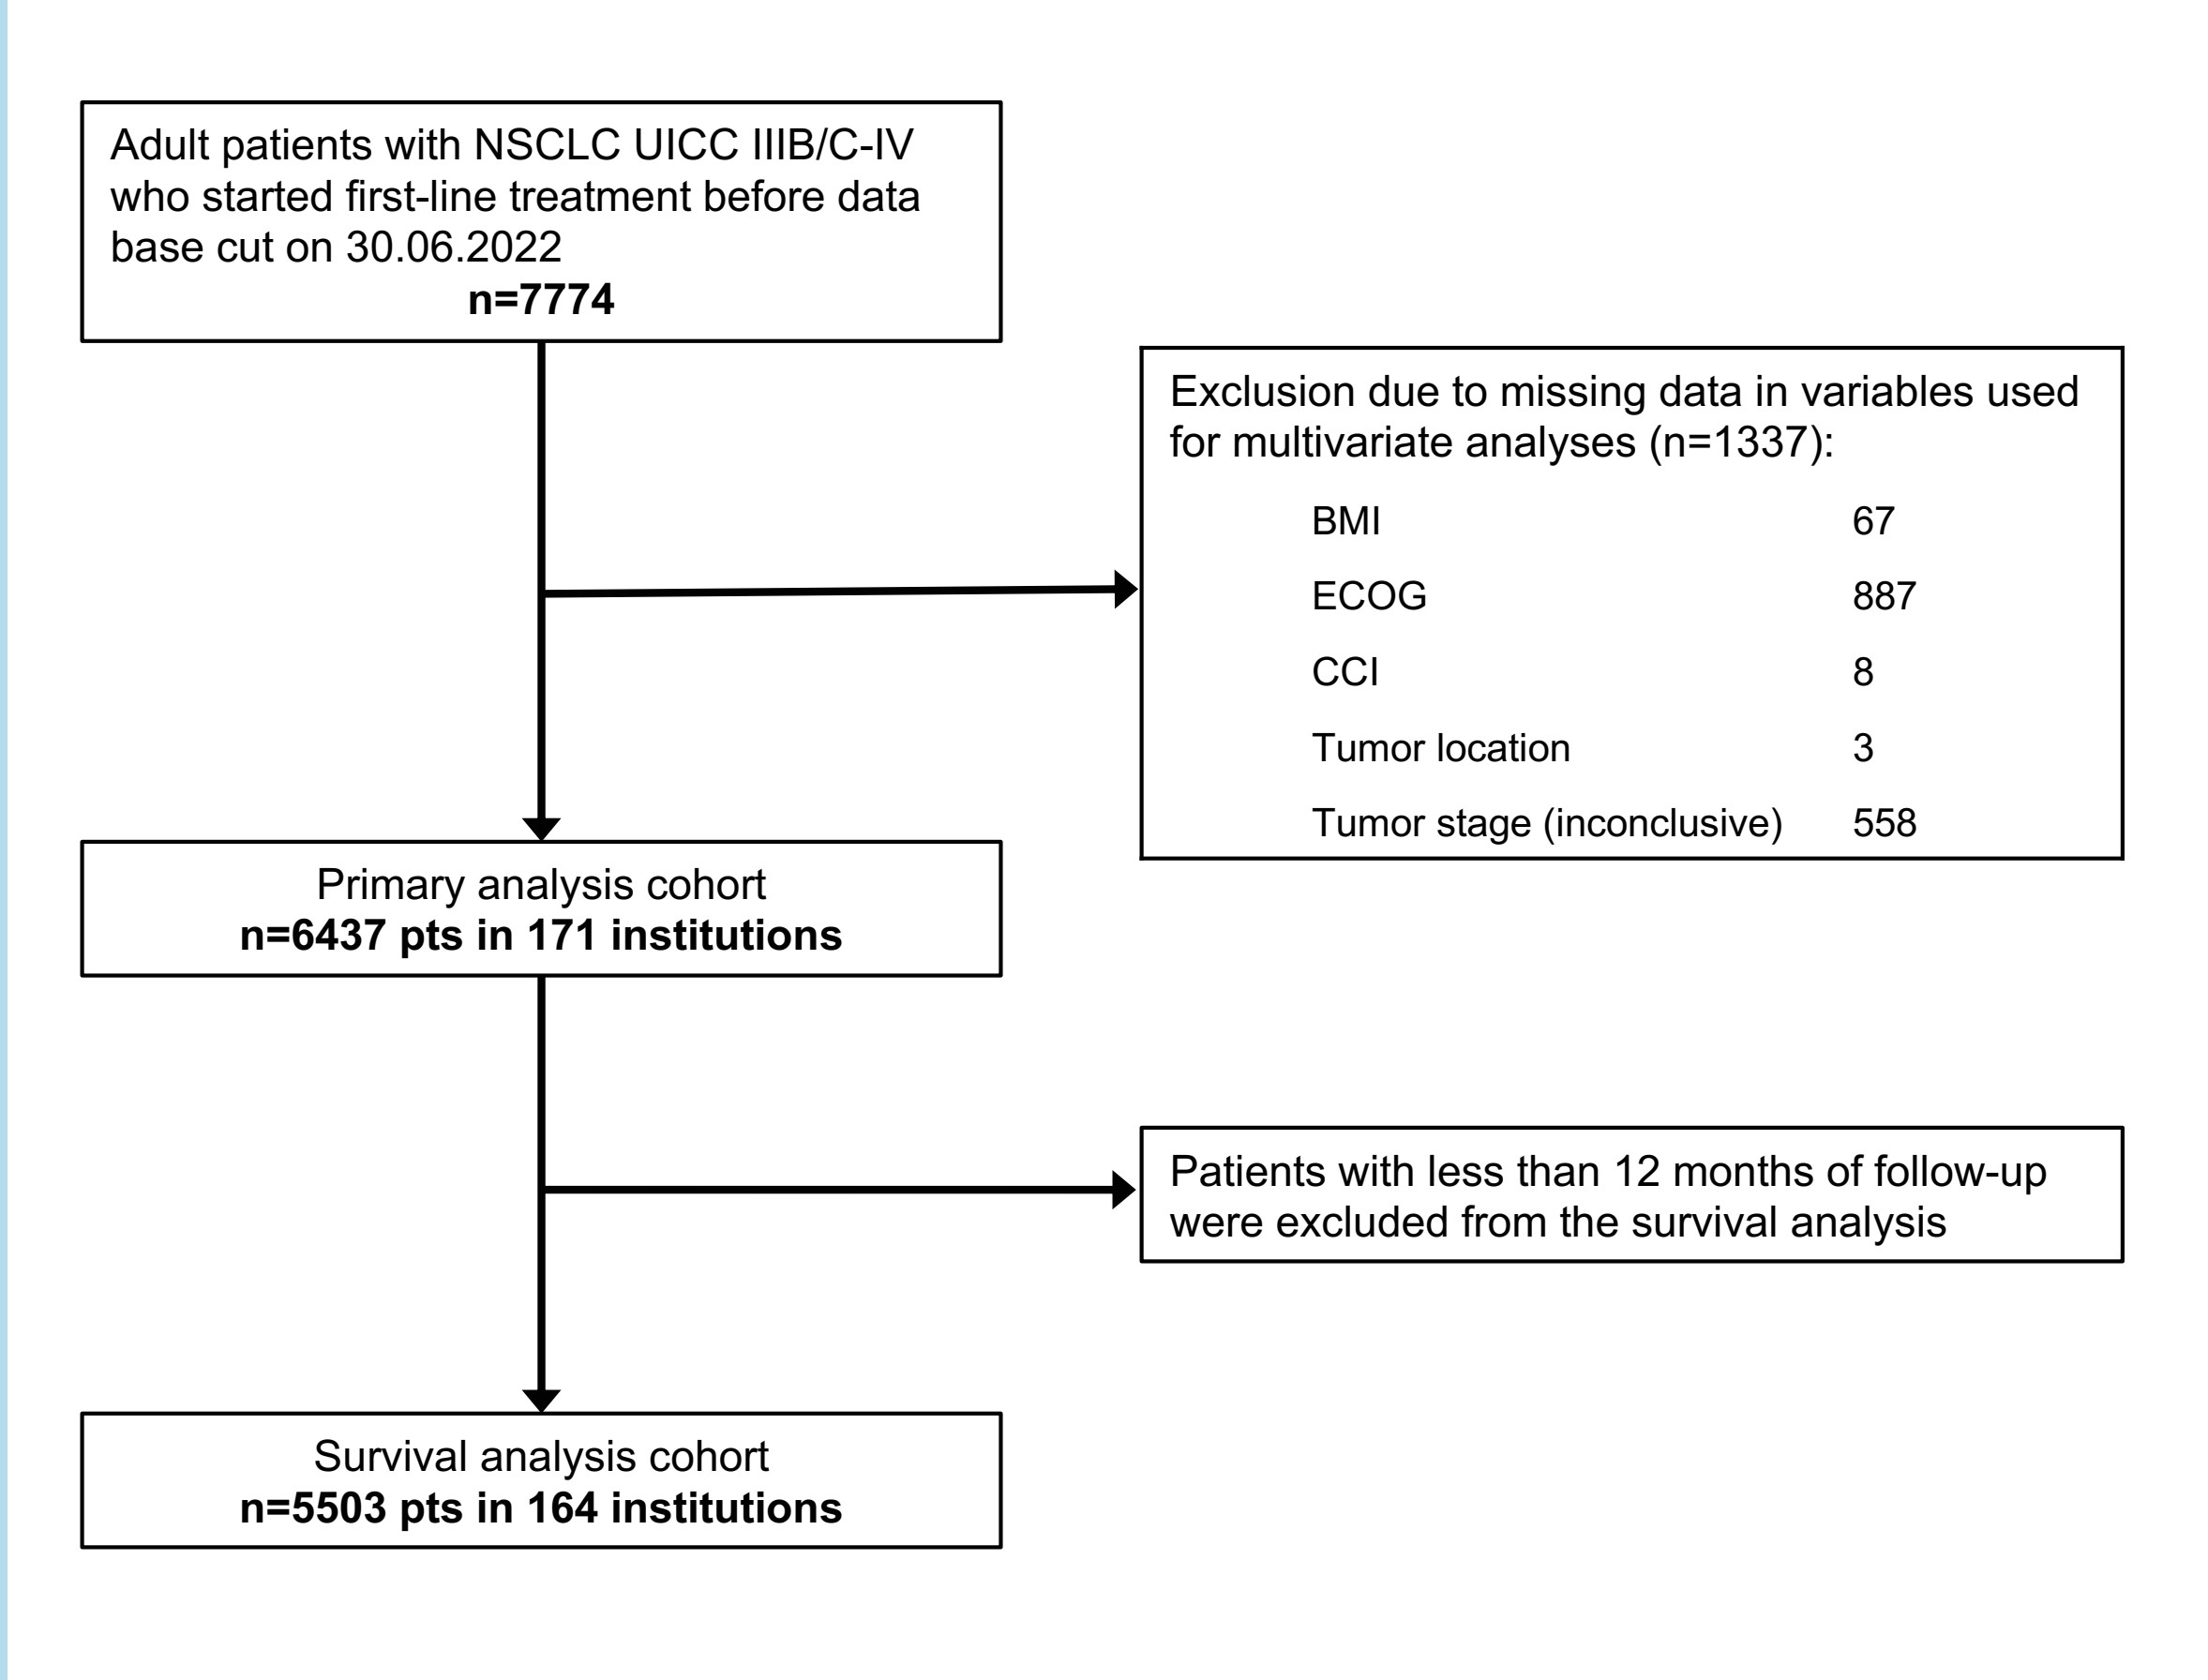 Adult patients with NSCLC UICC IIIB/C-IV
who started first-line treatment before data
base cut on 30.06.2022
n=7774
Exclusion due to missing data in variables used
for multivariate analyses (n=1337):
BMI 67
ECOG 887
CCI 8
Tumor location 3
Tumor stage (inconclusive) 558
Primary analysis cohort
n=6437 pts in 171 institutions
Patients with less than 12 months of follow-up
were excluded from the survival analysis
Survival analysis cohort
n=5503 pts in 164 institutions